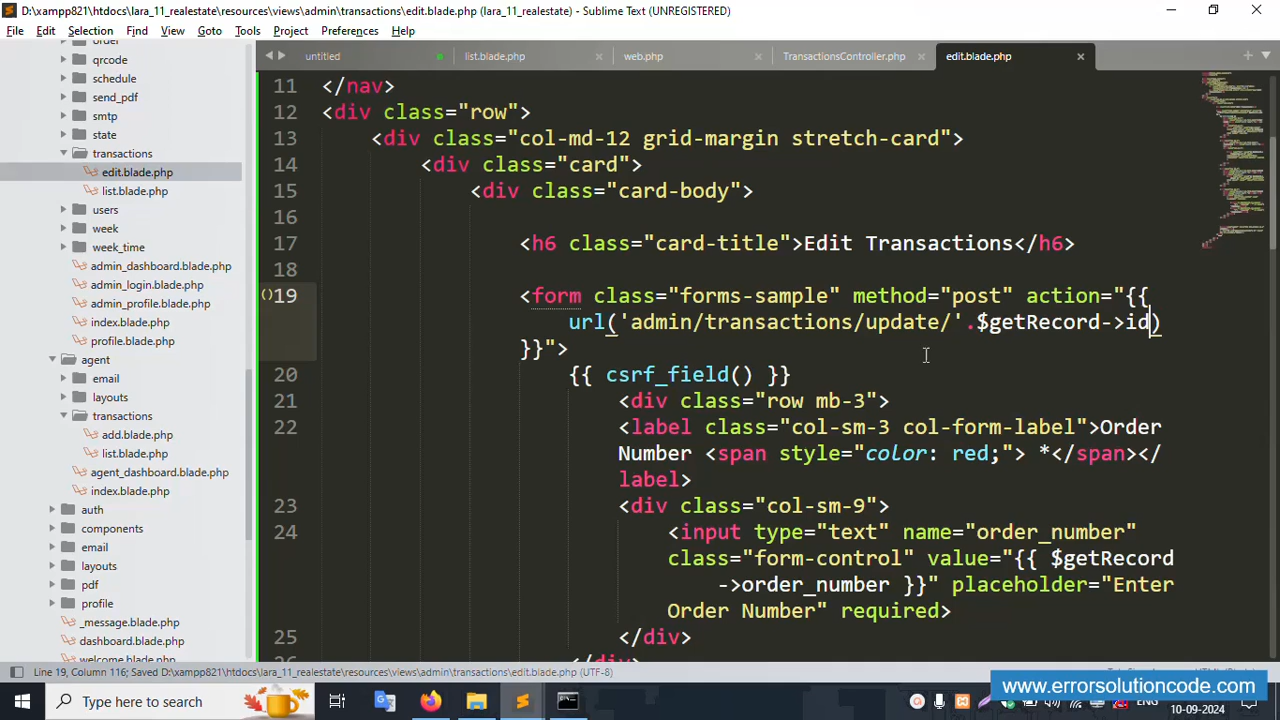 D:\xampp821\htdocs\lara_11_realestate\resources\views\admin\transactions\edit.blade.php (lara_11_realestate) - Sublime Text (UNREGISTERED)
File Edit Selection Find View Goto Tools Project Preferences Help
untitled list.blade.php web.php TransactionsController.php edit.blade.php
order
qrcode
schedule
send_pdf
smtp
state
transactions
edit.blade.php
list.blade.php
users
week
week_time
admin_dashboard.blade.php
admin_login.blade.php
admin_profile.blade.php
index.blade.php
profile.blade.php
agent
email
layouts
transactions
add.blade.php
list.blade.php
agent_dashboard.blade.php
index.blade.php
auth
components
email
layouts
pdf
profile
_message.blade.php
dashboard.blade.php
welcome.blade.php
11 </nav>
12 <div class="row">
13 <div class="col-md-12 grid-margin stretch-card">
14 <div class="card">
15 <div class="card-body">
16
17 <h6 class="card-title">Edit Transactions</h6>
18
19 <form class="forms-sample" method="post" action="{{
url('admin/transactions/update/'.$getRecord->id)
}}">
20 {{ csrf_field() }}
21 <div class="row mb-3">
22 <label class="col-sm-3 col-form-label">Order
Number <span style="color: red;"> *</span></
label>
23 <div class="col-sm-9">
24 <input type="text" name="order_number"
class="form-control" value="{{ $getRecord
->order_number }}" placeholder="Enter
Order Number" required>
25 </div>
26 </div>
Line 19, Column 116; Saved D:\xampp821\htdocs\lara_11_realestate\resources\views\admin\transactions\edit.blade.php (UTF-8)
www.errorsolutioncode.com
Type here to search
ENG
10-09-2024